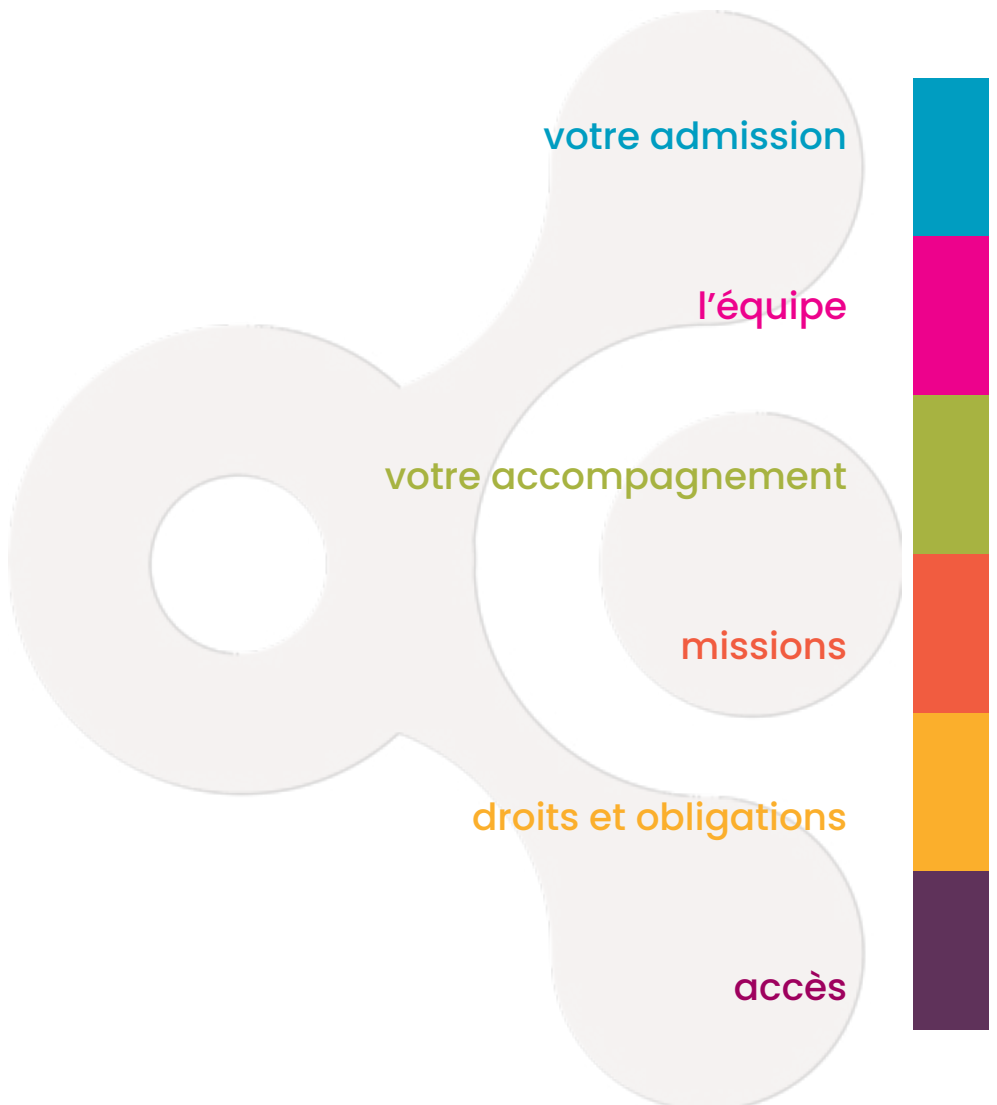 votre admission
l’équipe
votre accompagnement
missions
droits et obligations
accès